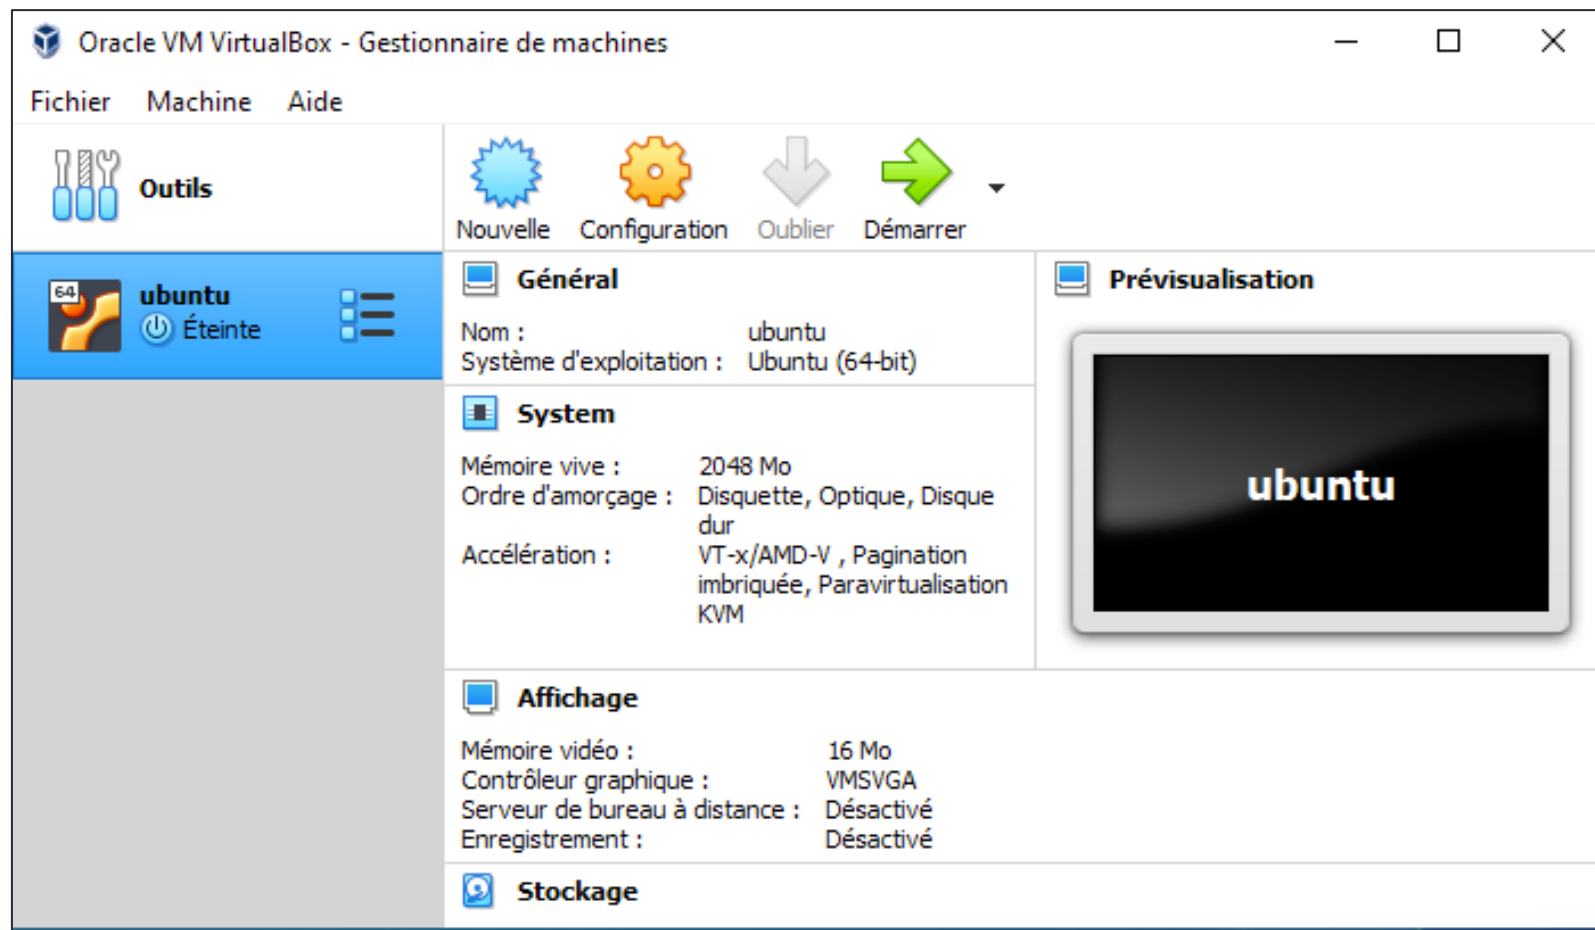 Oracle VM VirtualBox - Gestionnaire de machines
Fichier Machine Aide
Outils
Nouvelle Configuration Oublier Démarrer
64
ubuntu
Éteinte
Général
Nom : ubuntu
Système d'exploitation : Ubuntu (64-bit)
System
Mémoire vive : 2048 Mo
Ordre d'amorçage : Disquette, Optique, Disque
dur
Accélération : VT-x/AMD-V , Pagination
imbriquée, Paravirtualisation
KVM
Prévisualisation
ubuntu
Affichage
Mémoire vidéo : 16 Mo
Contrôleur graphique : VMSVGA
Serveur de bureau à distance : Désactivé
Enregistrement : Désactivé
Stockage